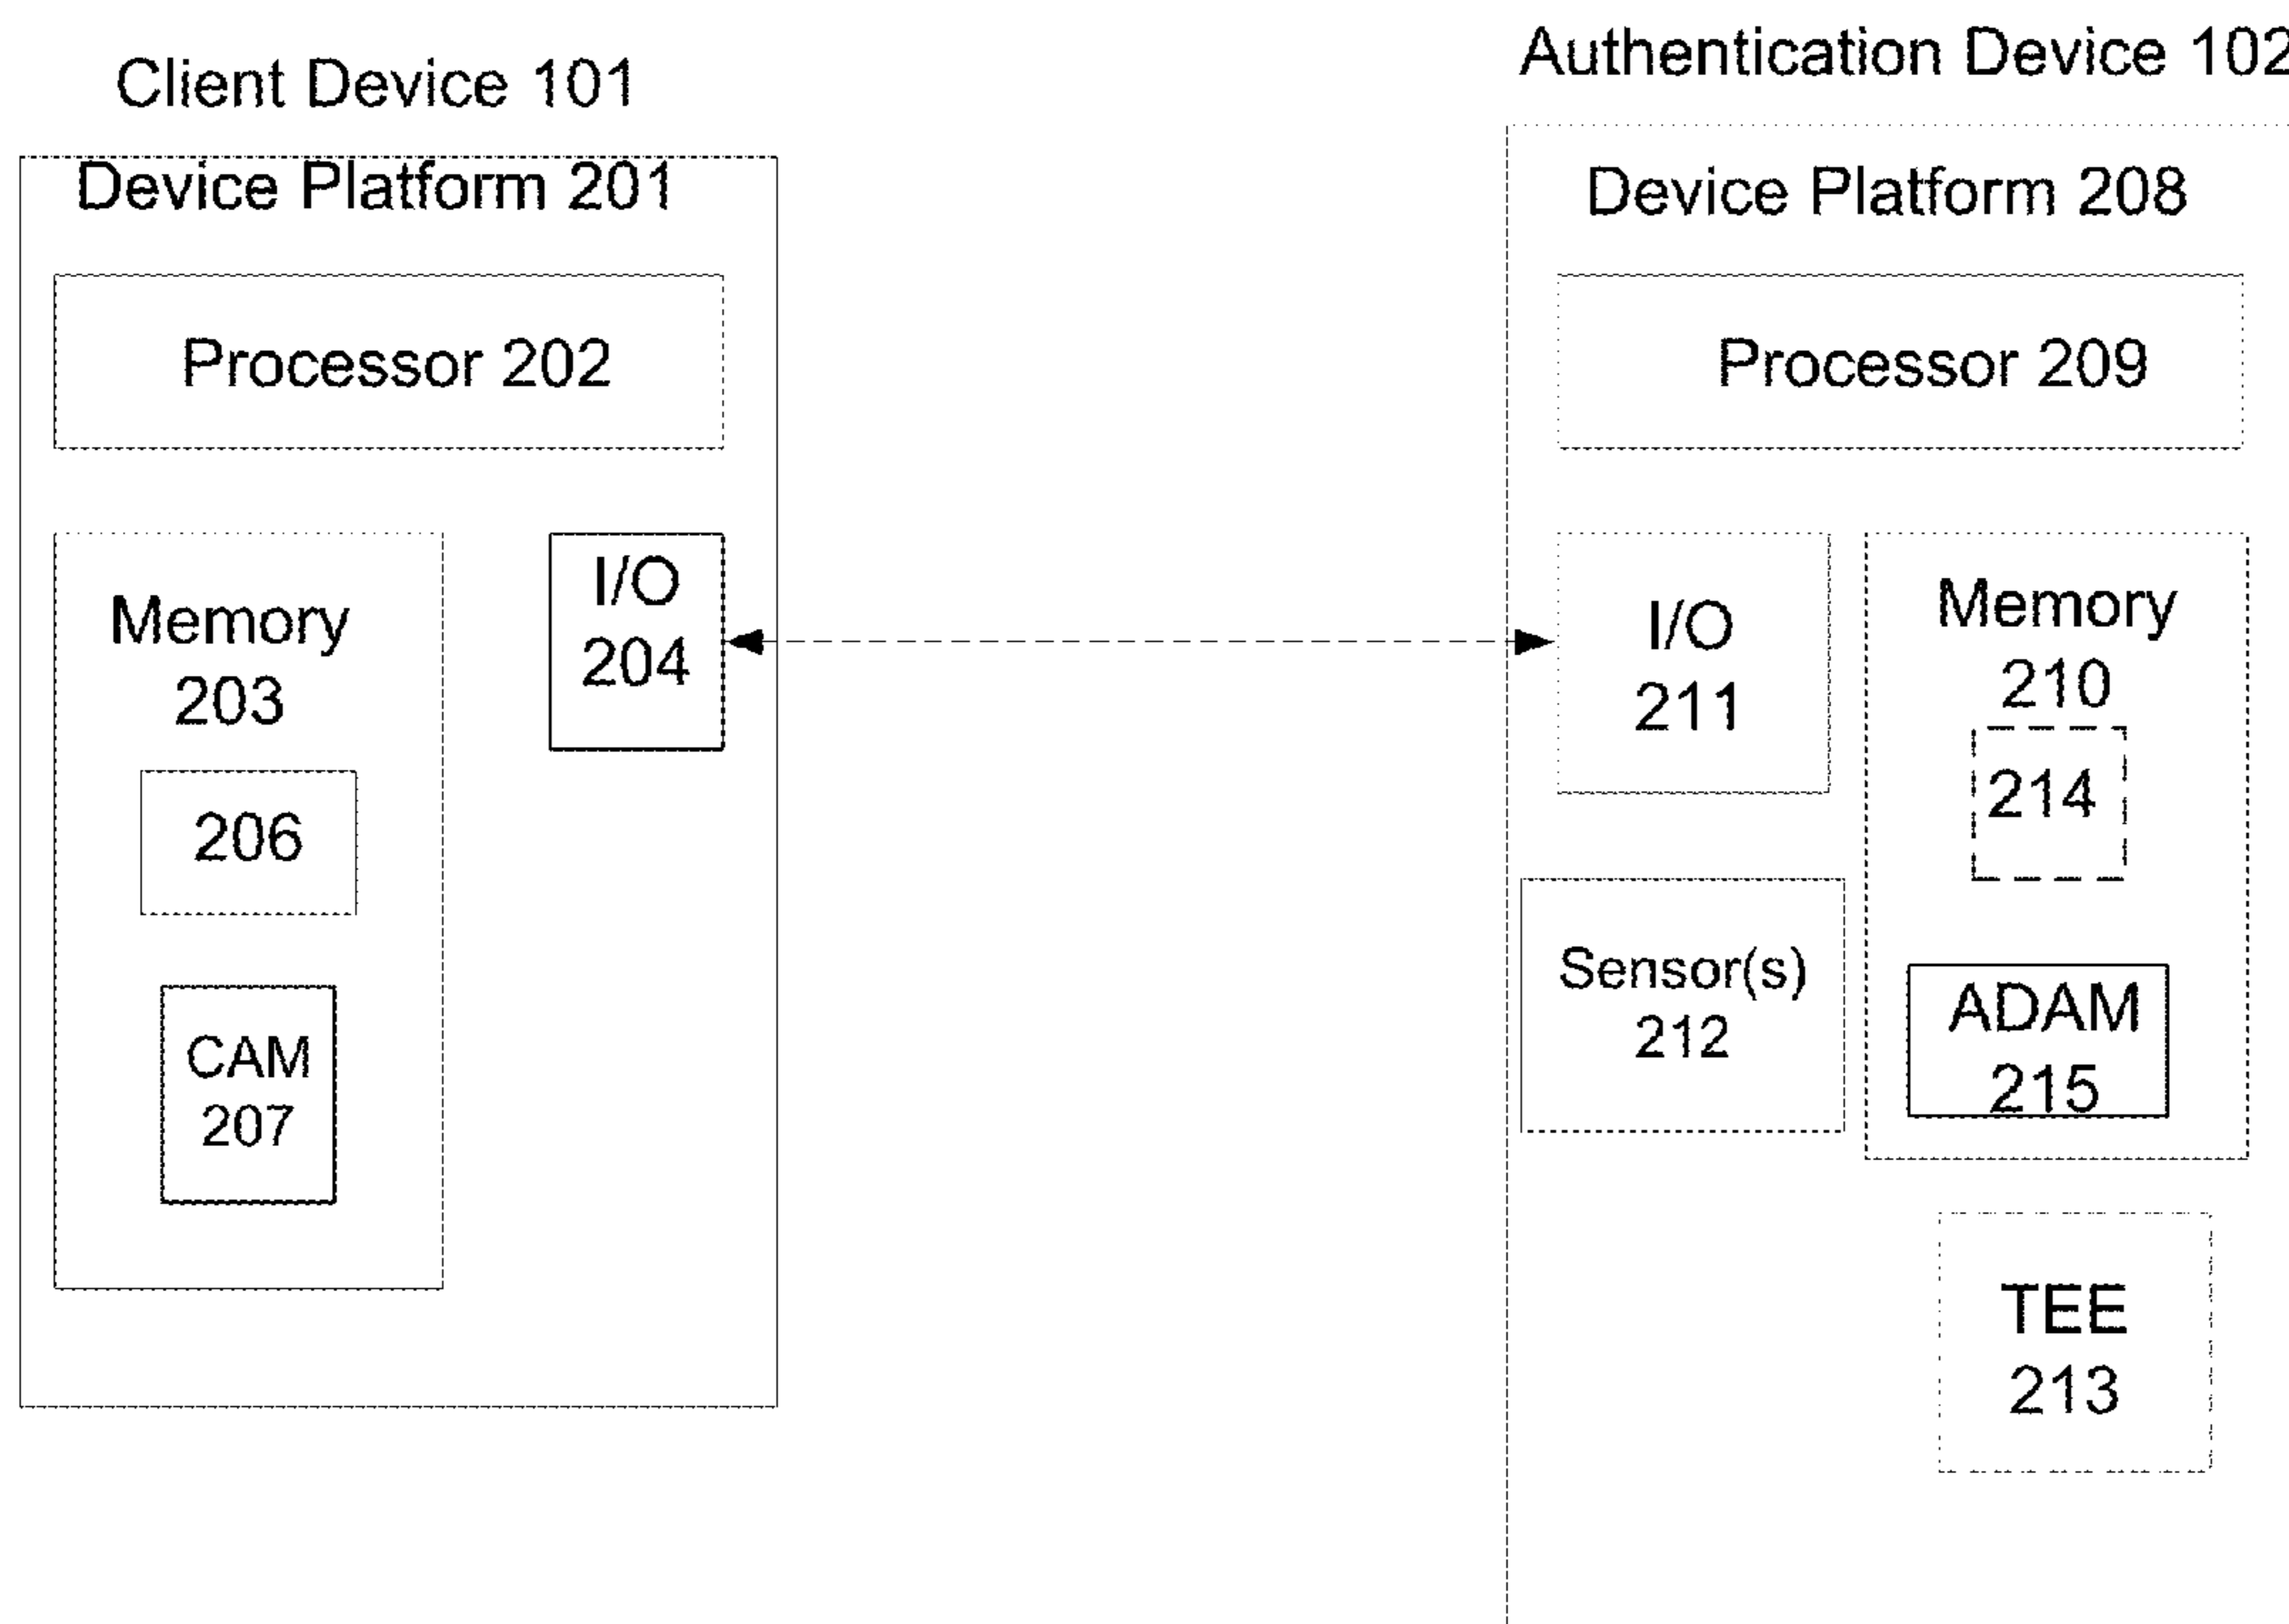 Client Device 101
Device Platform 201
Processor 202
Memory
203
206
CAM
207
I/O
204
Authentication Device 102
Device Platform 208
Processor 209
I/O
211
Memory
210
214
Sensor(s)
212
ADAM
215
TEE
213